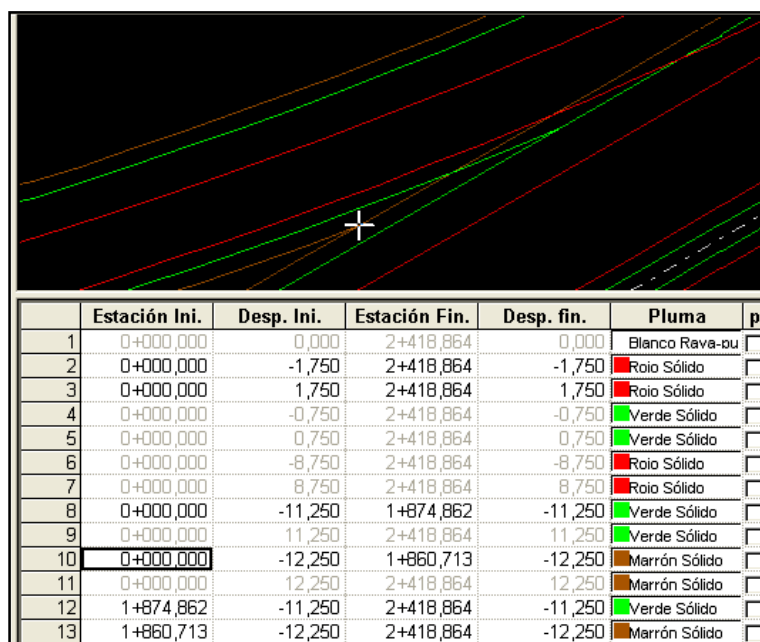 Estación Ini. Desp. Ini. Estación Fin. Desp. fin. Pluma p
1 0+000,000 0,000 2+418,864 0,000 Blanco Raya-pu
2 0+000,000 -1,750 2+418,864 -1,750 Rojo Sólido
3 0+000,000 1,750 2+418,864 1,750 Rojo Sólido
4 0+000,000 -0,750 2+418,864 -0,750 Verde Sólido
5 0+000,000 0,750 2+418,864 0,750 Verde Sólido
6 0+000,000 -8,750 2+418,864 -8,750 Rojo Sólido
7 0+000,000 8,750 2+418,864 8,750 Rojo Sólido
8 0+000,000 -11,250 1+874,862 -11,250 Verde Sólido
9 0+000,000 11,250 2+418,864 11,250 Verde Sólido
10 0+000,000 -12,250 1+860,713 -12,250 Marrón Sólido
11 0+000,000 12,250 2+418,864 12,250 Marrón Sólido
12 1+874,862 -11,250 2+418,864 -11,250 Verde Sólido
13 1+860,713 -12,250 2+418,864 -12,250 Marrón Sólido